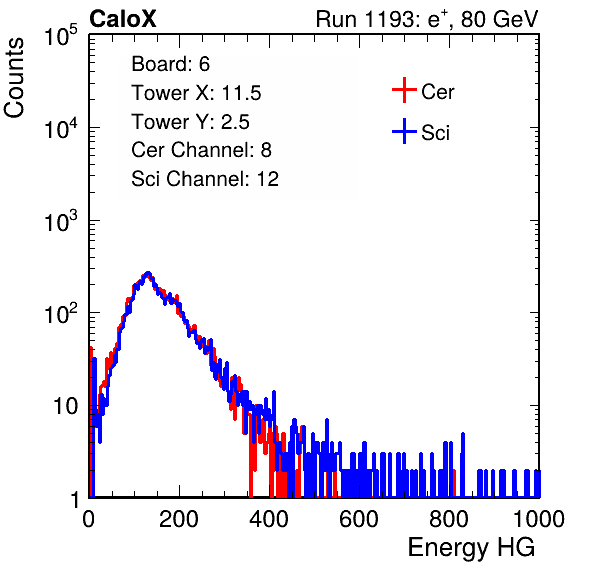 CaloX Run 1193: e⁺, 80 GeV
Counts
10⁵
10⁴
10³
10²
10
1
Board: 6
Tower X: 11.5
Tower Y: 2.5
Cer Channel: 8
Sci Channel: 12
Cer
Sci
0 200 400 600 800 1000
Energy HG